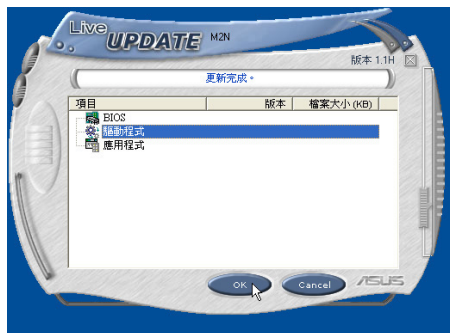 Live
UPDATE M2N
版本 1.1H
更新完成。
項目 版本 檔案大小 (KB)
BIOS
驅動程式
應用程式
OK Cancel ASUS